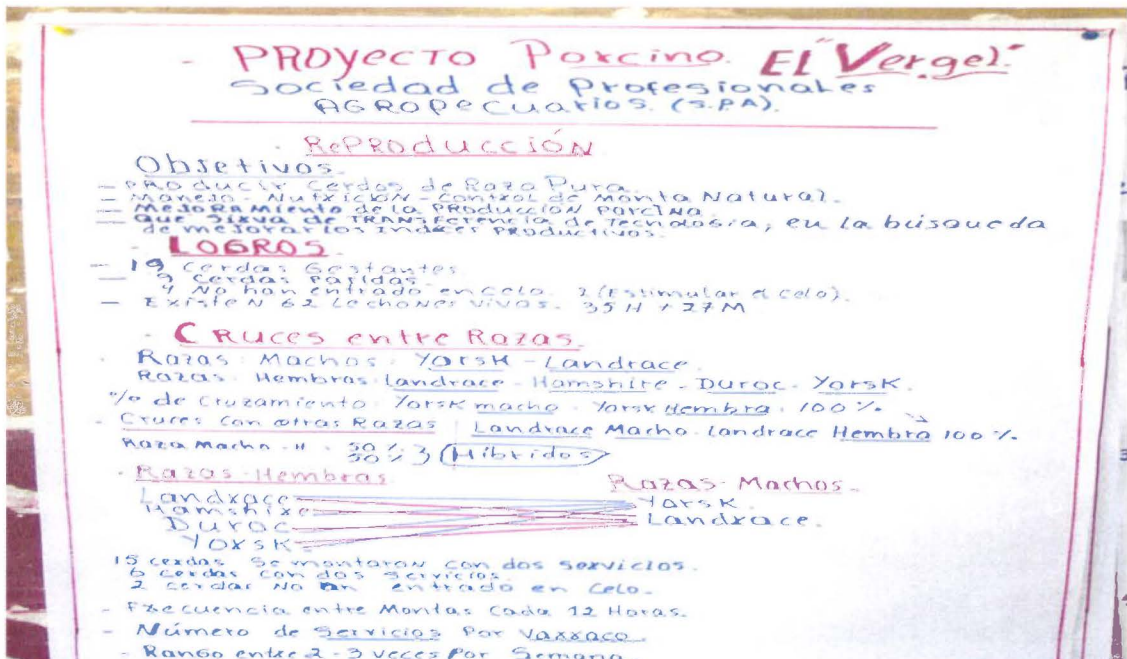 - PROYECTO Porcino. El "Vergel".
Sociedad de Profesionales
AGROPECUARIOS. (S.PA).
- REPRODUCCIÓN
Objetivos.
- PRODUCIR Cerdos de Raza Pura.
- Manejo - Nutrición - Control de Monta Natural.
- MEJORAMIENTO de la PRODUCCIÓN PORCINA.
- Que Sirva de TRANSFERENCIA de Tecnología, en la búsqueda
de mejorar los Índices PRODUCTIVOS.
- LOGROS.
- 19 Cerdas Gestantes
- 9 Cerdas Paridas.
4 No han entrado en Celo. 2 (Estimular el Celo).
- Existen 62 Lechones Vivos. 35 H y 27 M
- CRUCES entre Razas.
- Razas Machos: Yorsk - Landrace.
Razas Hembras: Landrace - Hamshire - Duroc - Yorsk.
% de Cruzamiento. Yorsk macho - Yorsk Hembra. 100 %.
- Cruces con otras Razas Landrace Macho - Landrace Hembra 100 %.
Raza Macho - H - 50 % 50 % } (Híbridos)
- Razas - Hembras Razas - Machos.
Landrace Yorsk.
Hamshire Landrace.
Duroc
Yorsk
15 cerdas Se montaron con dos servicios.
6 cerdas con dos servicios.
2 cerdas No an entrado en Celo.
- Frecuencia entre Montas Cada 12 Horas.
- Número de Servicios Por Varraco
- Rango entre 2 - 3 veces Por Semana.